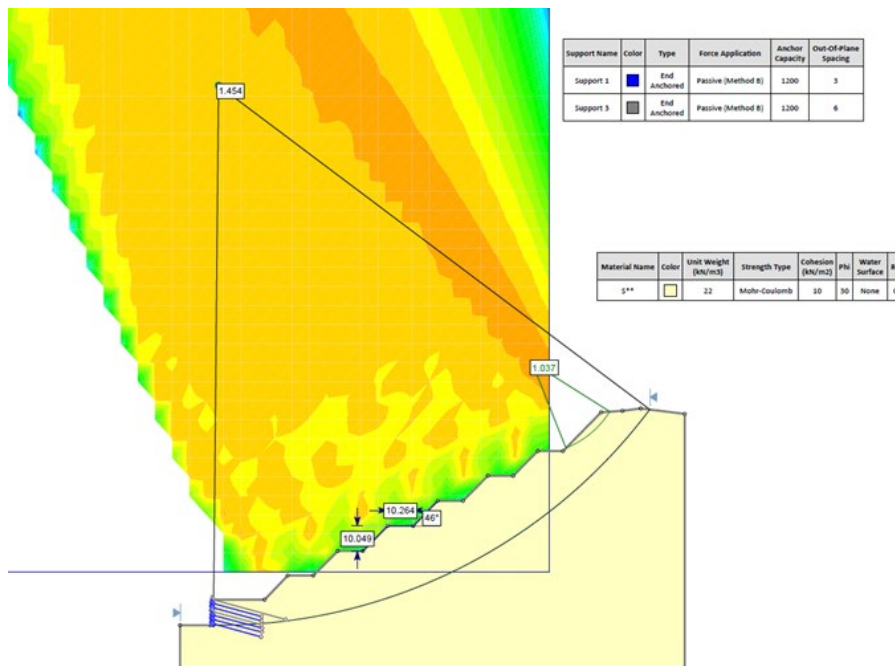 Support Name Color Type Force Application Anchor Capacity Out-Of-Plane Spacing
Support 1 End Anchored Passive (Method B) 1200 3
Support 3 End Anchored Passive (Method B) 1200 6
1.454
Material Name Color Unit Weight (kN/m3) Strength Type Cohesion (kN/m2) Phi Water Surface
S** 22 Mohr-Coulomb 10 30 None
1.037
10.264
46°
10.049